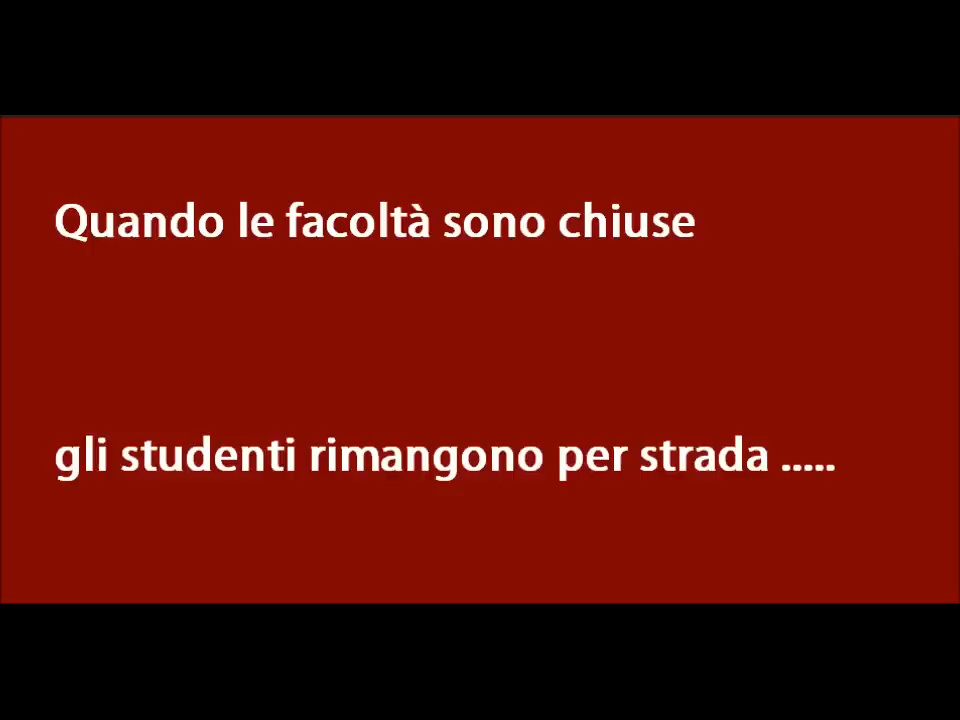 Quando le facoltà sono chiuse
gli studenti rimangono per strada .....